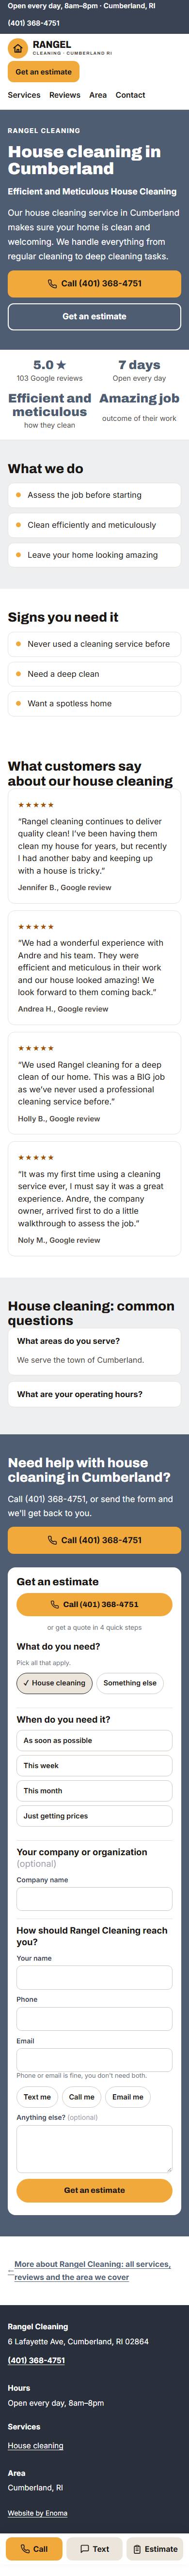 Open every day, 8am–8pm · Cumberland, RI
(401) 368-4751
RANGEL
CLEANING · CUMBERLAND RI
Get an estimate
Services Reviews Area Contact
RANGEL CLEANING
House cleaning in
Cumberland
Efficient and Meticulous House Cleaning
Our house cleaning service in Cumberland
makes sure your home is clean and
welcoming. We handle everything from
regular cleaning to deep cleaning tasks.
Call (401) 368-4751
Get an estimate
5.0 ★
103 Google reviews
7 days
Open every day
Efficient and
meticulous
how they clean
Amazing job
outcome of their work
What we do
Assess the job before starting
Clean efficiently and meticulously
Leave your home looking amazing
Signs you need it
Never used a cleaning service before
Need a deep clean
Want a spotless home
What customers say
about our house cleaning
★★★★★
“Rangel cleaning continues to deliver
quality clean! I’ve been having them
clean my house for years, but recently
I had another baby and keeping up
with a house is tricky.”
Jennifer B., Google review
★★★★★
“We had a wonderful experience with
Andre and his team. They were
efficient and meticulous in their work
and our house looked amazing! We
look forward to them coming back.”
Andrea H., Google review
★★★★★
“We used Rangel cleaning for a deep
clean of our home. This was a BIG job
as we’ve never used a professional
cleaning service before.”
Holly B., Google review
★★★★★
“It was my first time using a cleaning
service ever, I must say it was a great
experience. Andre, the company
owner, arrived first to do a little
walkthrough to assess the job.”
Noly M., Google review
House cleaning: common
questions
What areas do you serve?
We serve the town of Cumberland.
What are your operating hours?
Need help with house
cleaning in Cumberland?
Call (401) 368-4751, or send the form and
we’ll get back to you.
Call (401) 368-4751
Get an estimate
Call (401) 368-4751
or get a quote in 4 quick steps
What do you need?
Pick all that apply.
✓ House cleaning
Something else
When do you need it?
As soon as possible
This week
This month
Just getting prices
Your company or organization
(optional)
Company name
How should Rangel Cleaning reach
you?
Your name
Phone
Email
Phone or email is fine, you don’t need both.
Text me
Call me
Email me
Anything else? (optional)
Get an estimate
← More about Rangel Cleaning: all services,
reviews and the area we cover
Rangel Cleaning
6 Lafayette Ave, Cumberland, RI 02864
(401) 368-4751
Hours
Open every day, 8am–8pm
Services
House cleaning
Area
Cumberland, RI
Website by Enoma
Call
Text
Estimate